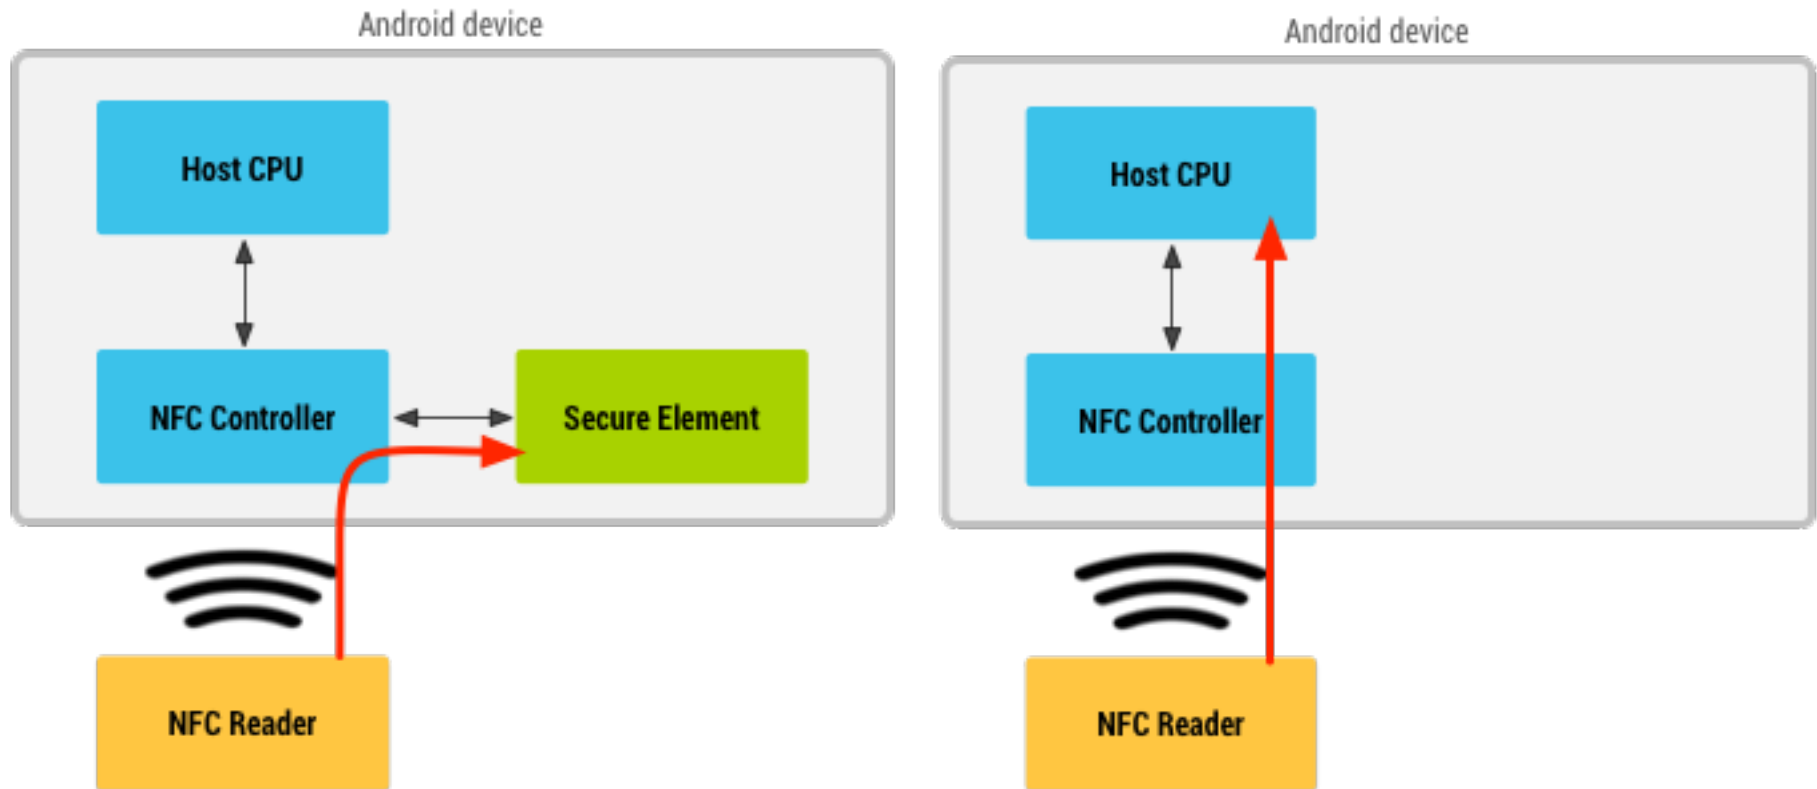 Android device
Host CPU
NFC Controller
Secure Element
NFC Reader
Android device
Host CPU
NFC Controller
NFC Reader